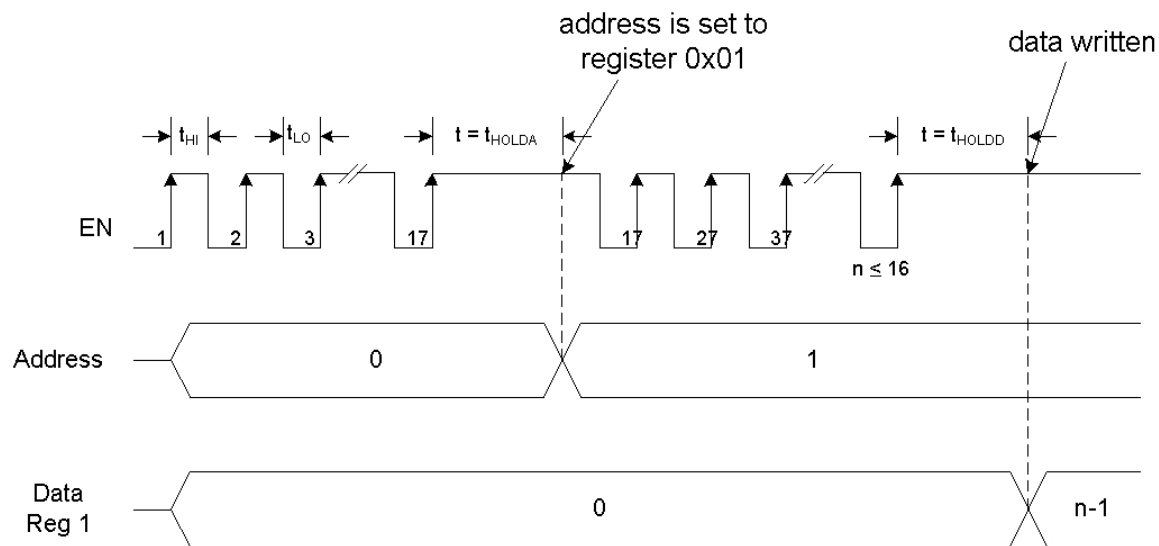 address is set to
register 0x01
data written
tHI
tLO
t = tHOLDA
t = tHOLDD
EN
1
2
3
17
17
27
37
n ≤ 16
Address
0
1
Data
Reg 1
0
n-1